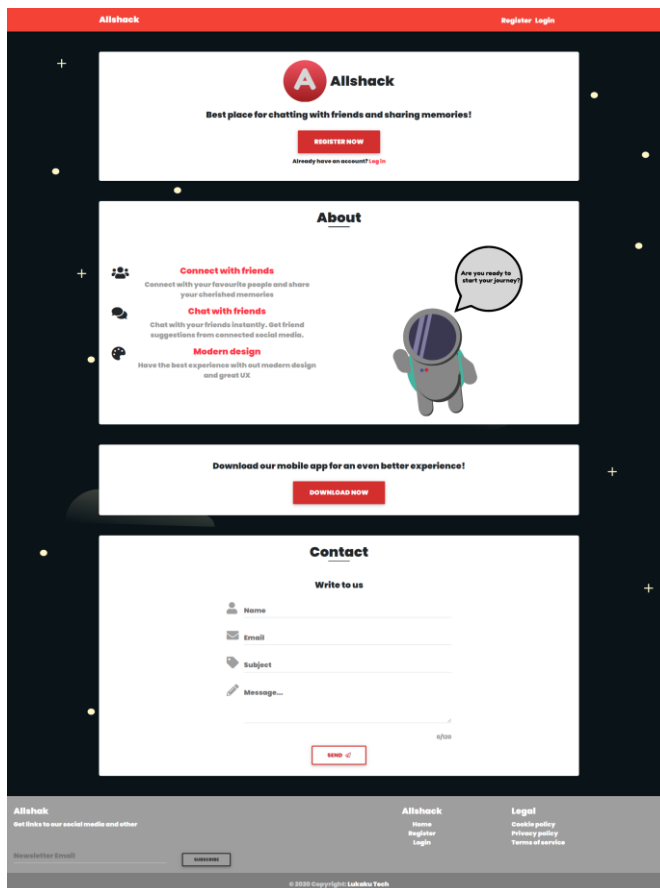 Allshack
Register Login
A Allshack
Best place for chatting with friends and sharing memories!
REGISTER NOW
Already have an account? Log in
About
Connect with friends
Connect with your favourite people and share
your cherished memories
Chat with friends
Chat with your friends instantly. Get friend
suggestions from connected social media.
Modern design
Have the best experience with out modern design
and great UX
Are you ready to
start your journey?
Download our mobile app for an even better experience!
DOWNLOAD NOW
Contact
Write to us
Name
Email
Subject
Message...
0/120
SEND
Allshak
Get links to our social media and other
Newsletter Email
SUBSCRIBE
Allshack
Home
Register
Login
Legal
Cookie policy
Privacy policy
Terms of service
© 2020 Copyright: Lukaku Tech